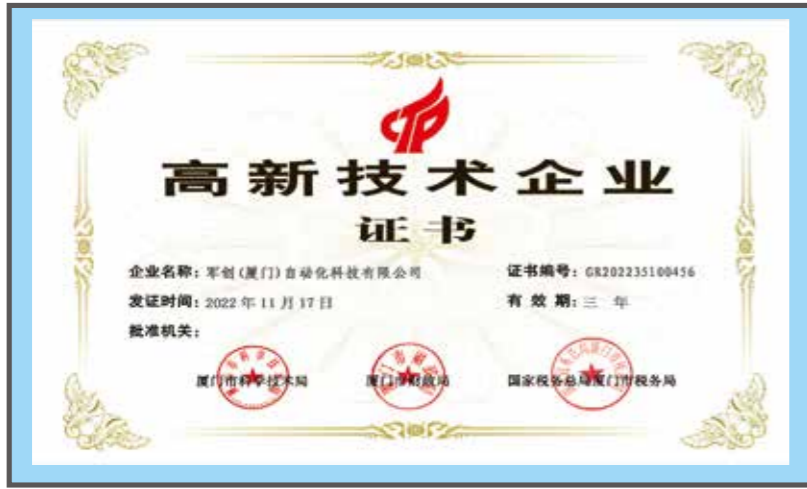 高新技术企业
证书
企业名称：军创（厦门）自动化科技有限公司
证书编号：GR202235100456
发证时间：2022年11月17日
有效期：三 年
批准机关：
厦门市科学技术局
厦门市财政局
国家税务总局厦门市税务局